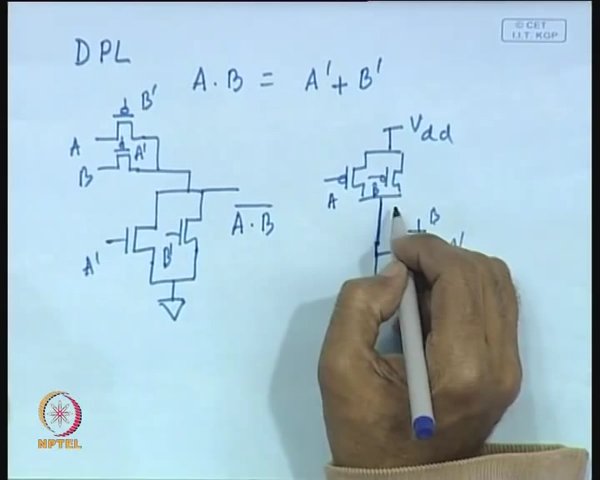 © CET
I.I.T. KGP
DPL
A . B = A' + B'
B'
A
A'
B
A . B
A'
B'
Vdd
A
B
B
NPTEL